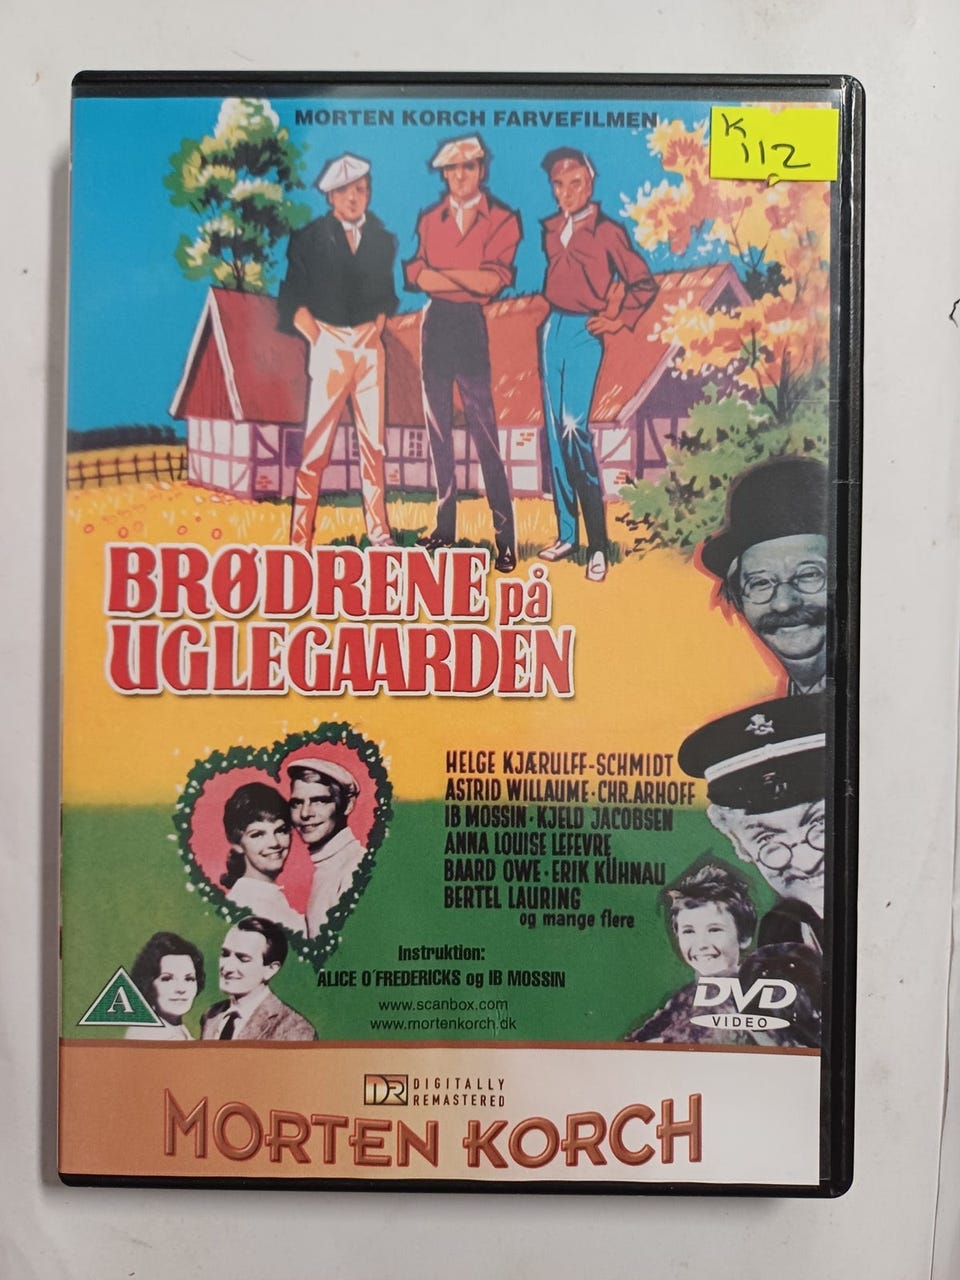 MORTEN KORCH FARVEFILMEN
K
112
BRØDRENE på
UGLEGAARDEN
HELGE KJÆRULFF-SCHMIDT
ASTRID WILLAUME · CHR. ARHOFF
IB MOSSIN · KJELD JACOBSEN
ANNA LOUISE LEFEVRE
BAARD OWE · ERIK KÜHNAU
BERTEL LAURING
og mange flere
Instruktion:
ALICE O´FREDERICKS og IB MOSSIN
www.scanbox.com
www.mortenkorch.dk
A
DVD
VIDEO
DR DIGITALLY
REMASTERED
MORTEN KORCH